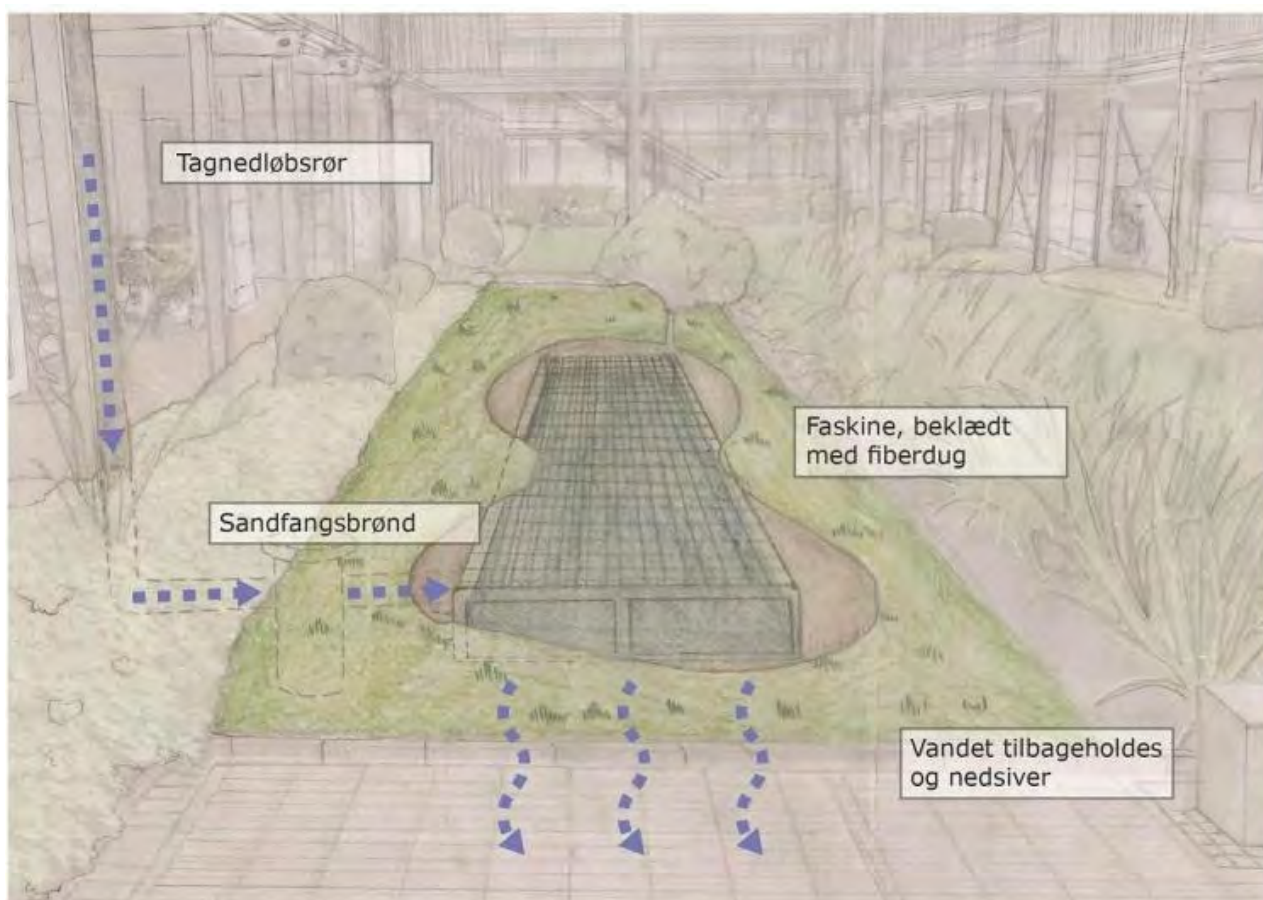 Tagnedløbsrør
Faskine, beklædt
med fiberdug
Sandfangsbrønd
Vandet tilbageholdes
og nedsiver